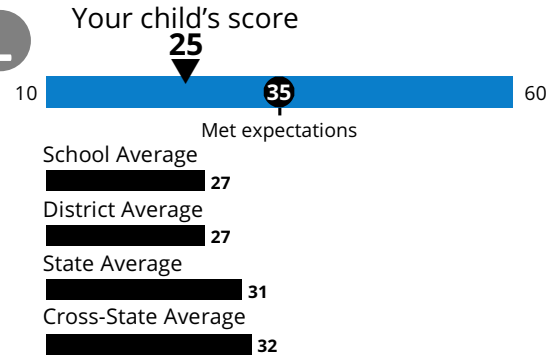 Your child's score
25
10
35
60
Met expectations
School Average
27
District Average
27
State Average
31
Cross-State Average
32